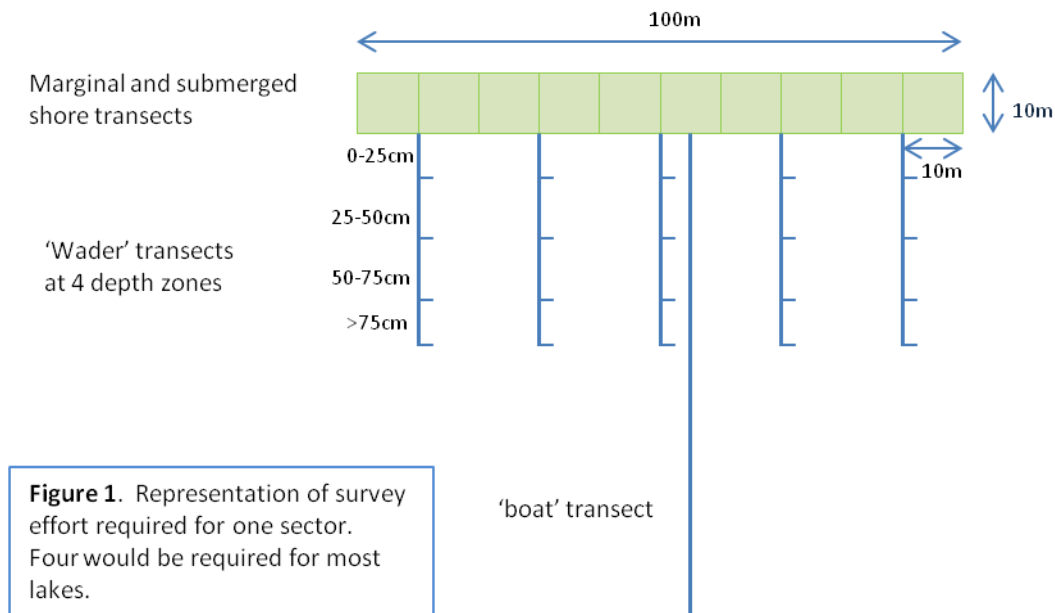 100m
Marginal and submerged
shore transects
10m
0-25cm
10m
25-50cm
‘Wader’ transects
at 4 depth zones
50-75cm
>75cm
Figure 1.  Representation of survey
effort required for one sector.
Four would be required for most
lakes.
‘boat’ transect